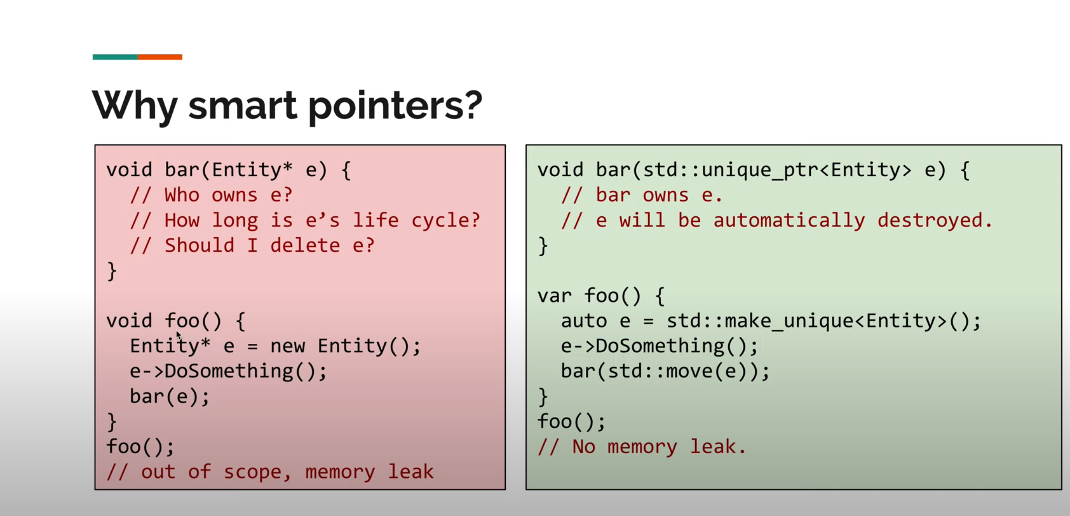 Why smart pointers?
void bar(Entity* e) {
  // Who owns e?
  // How long is e’s life cycle?
  // Should I delete e?
}

void foo() {
  Entity* e = new Entity();
  e->DoSomething();
  bar(e);
}
foo();
// out of scope, memory leak
void bar(std::unique_ptr<Entity> e) {
  // bar owns e.
  // e will be automatically destroyed.
}

var foo() {
  auto e = std::make_unique<Entity>();
  e->DoSomething();
  bar(std::move(e));
}
foo();
// No memory leak.